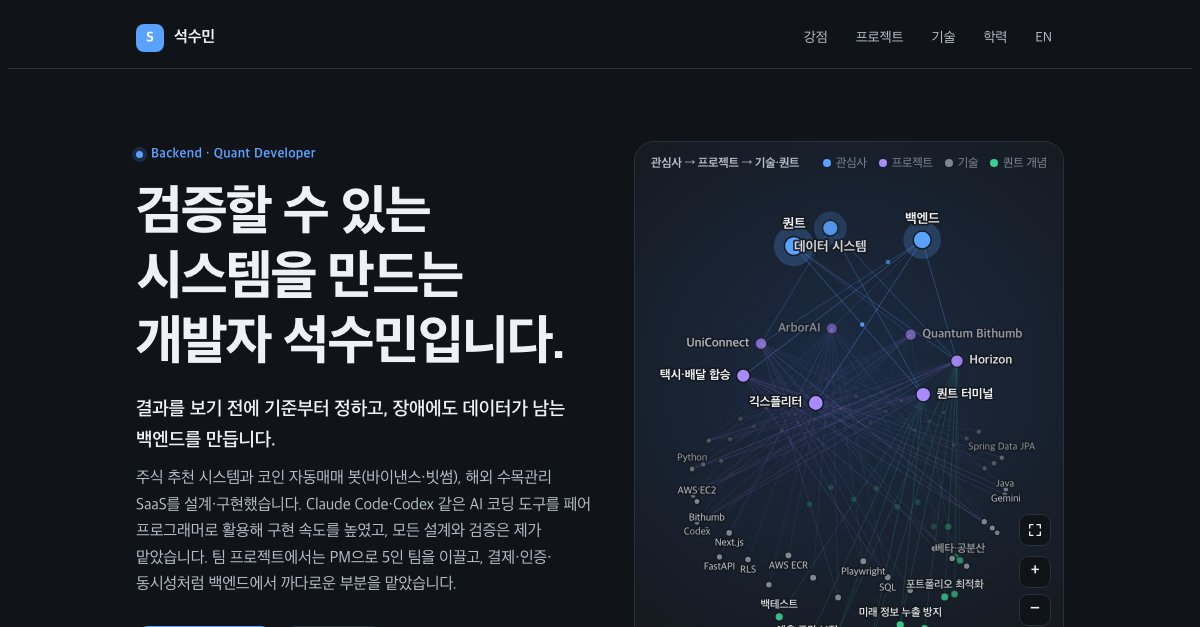 S 석수민
강점 프로젝트 기술 학력 EN
Backend · Quant Developer
검증할 수 있는
시스템을 만드는
개발자 석수민입니다.
결과를 보기 전에 기준부터 정하고, 장애에도 데이터가 남는
백엔드를 만듭니다.
주식 추천 시스템과 코인 자동매매 봇(바이낸스·빗썸), 해외 수목관리
SaaS를 설계·구현했습니다. Claude Code·Codex 같은 AI 코딩 도구를 페어
프로그래머로 활용해 구현 속도를 높였고, 모든 설계와 검증은 제가
맡았습니다. 팀 프로젝트에서는 PM으로 5인 팀을 이끌고, 결제·인증·
동시성처럼 백엔드에서 까다로운 부분을 맡았습니다.
관심사 → 프로젝트 → 기술·퀀트 관심사 프로젝트 기술 퀀트 개념
퀀트
백엔드
데이터 시스템
ArborAI
Quantum Bithumb
UniConnect
Horizon
택시·배달 합승
긱스플리터
퀀트 터미널
Spring Data JPA
Python
Java
AWS EC2
Gemini
Bithumb
Codex
Next.js
베타·공분산
FastAPI
RLS
AWS ECR
Playwright
SQL
포트폴리오 최적화
백테스트
미래 정보 누출 방지
+
−